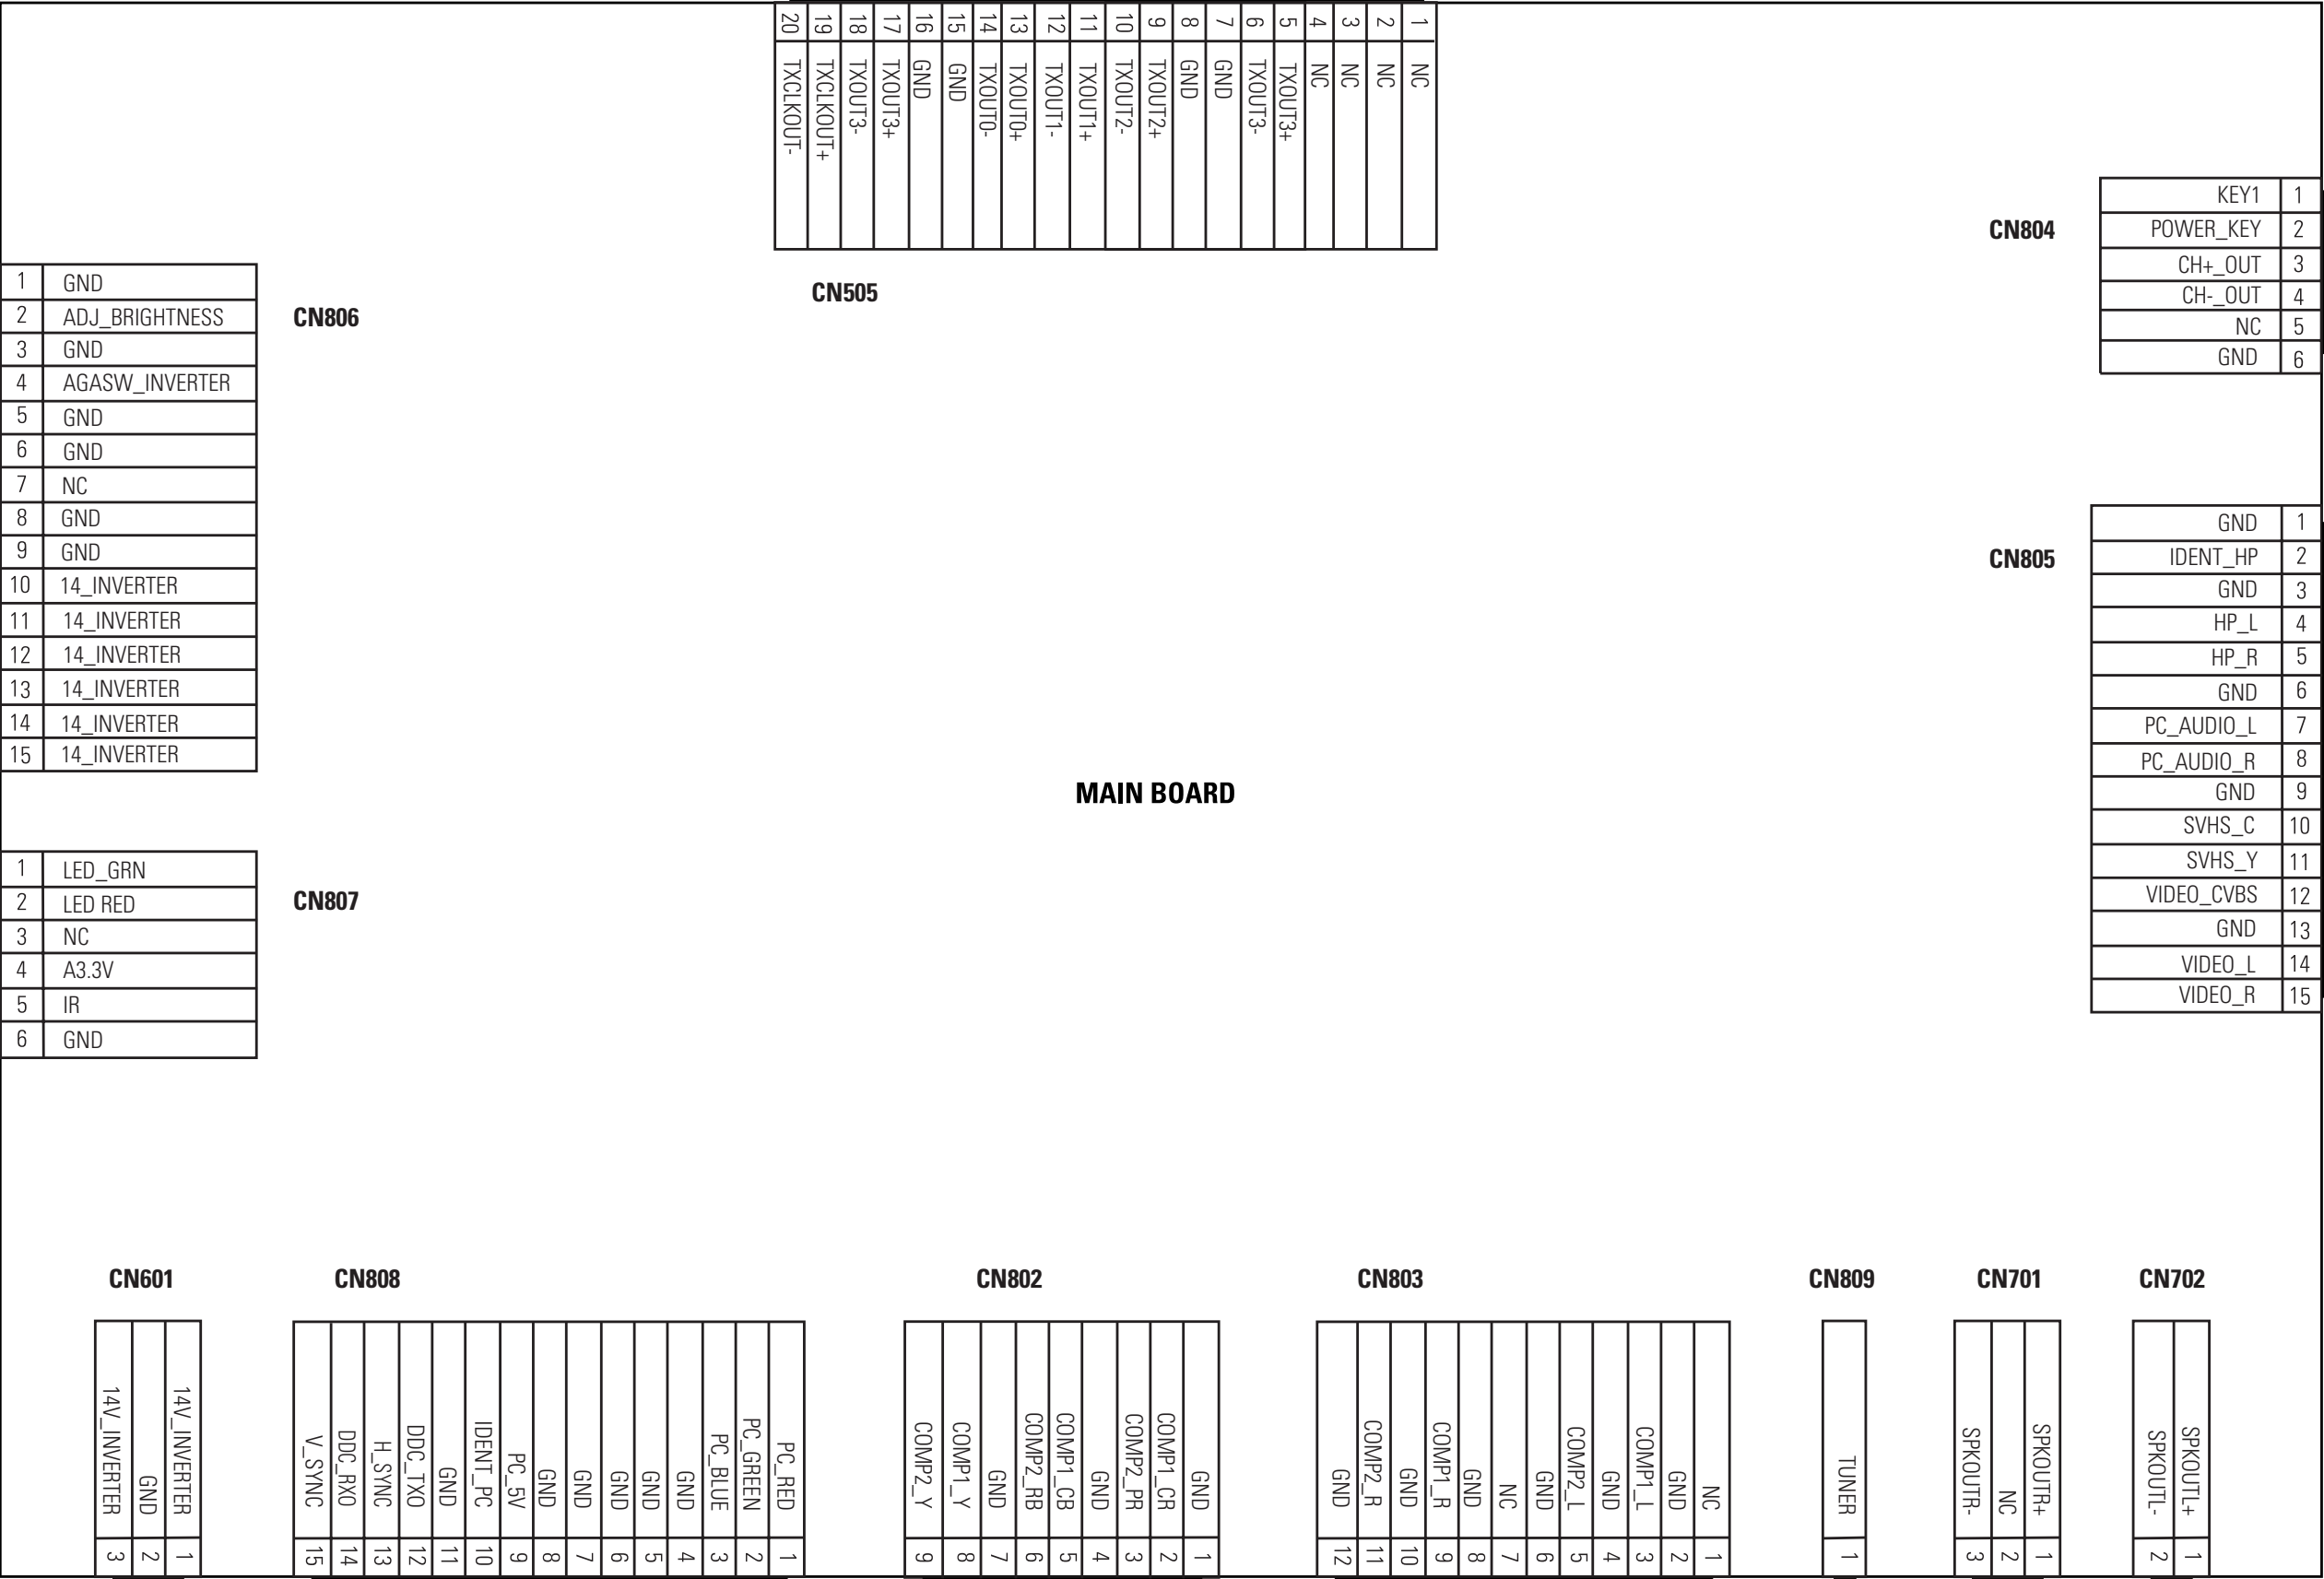 20 19 18 17 16 15 14 13 12 11 10 9 8 7 6 5 4 3 2 1
TXCLKOUT- TXCLKOUT+ TXOUT3- TXOUT3+ GND GND TXOUT0- TXOUT0+ TXOUT1- TXOUT1+ TXOUT2- TXOUT2+ GND GND TXOUT3- TXOUT3+ NC NC NC NC
CN505
CN804
KEY1 1
POWER_KEY 2
CH+_OUT 3
CH-_OUT 4
NC 5
GND 6
CN806
1 GND
2 ADJ_BRIGHTNESS
3 GND
4 AGASW_INVERTER
5 GND
6 GND
7 NC
8 GND
9 GND
10 14_INVERTER
11 14_INVERTER
12 14_INVERTER
13 14_INVERTER
14 14_INVERTER
15 14_INVERTER
CN805
GND 1
IDENT_HP 2
GND 3
HP_L 4
HP_R 5
GND 6
PC_AUDIO_L 7
PC_AUDIO_R 8
GND 9
SVHS_C 10
SVHS_Y 11
VIDEO_CVBS 12
GND 13
VIDEO_L 14
VIDEO_R 15
MAIN BOARD
CN807
1 LED_GRN
2 LED RED
3 NC
4 A3.3V
5 IR
6 GND
CN601
14V_INVERTER GND 14V_INVERTER
3 2 1
CN808
V_SYNC DDC_RXO H_SYNC DDC_TXO GND IDENT_PC PC_5V GND GND GND GND GND PC_BLUE PC_GREEN PC_RED
15 14 13 12 11 10 9 8 7 6 5 4 3 2 1
CN802
COMP2_Y COMP1_Y GND COMP2_RB COMP1_CB GND COMP2_PR COMP1_CR GND
9 8 7 6 5 4 3 2 1
CN803
GND COMP2_R GND COMP1_R GND NC GND COMP2_L GND COMP1_L GND NC
12 11 10 9 8 7 6 5 4 3 2 1
CN809
TUNER
1
CN701
SPKOUTR- NC SPKOUTR+
3 2 1
CN702
SPKOUTL- SPKOUTL+
2 1